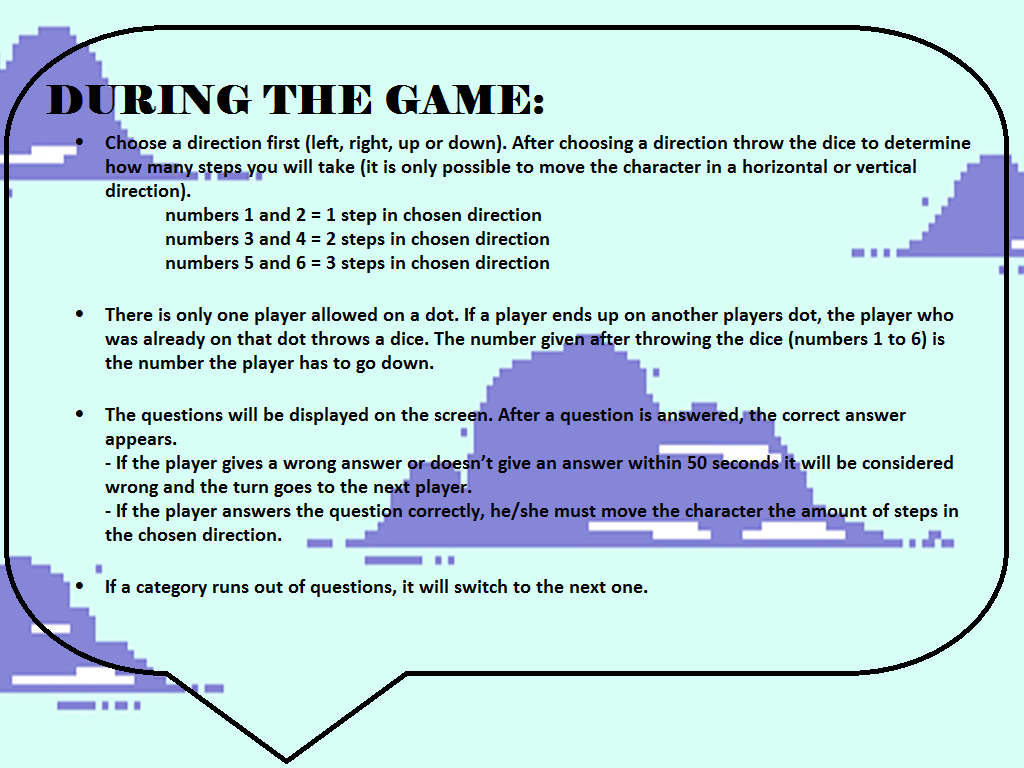 DURING THE GAME:
• Choose a direction first (left, right, up or down). After choosing a direction throw the dice to determine
how many steps you will take (it is only possible to move the character in a horizontal or vertical
direction).
numbers 1 and 2 = 1 step in chosen direction
numbers 3 and 4 = 2 steps in chosen direction
numbers 5 and 6 = 3 steps in chosen direction
• There is only one player allowed on a dot. If a player ends up on another players dot, the player who
was already on that dot throws a dice. The number given after throwing the dice (numbers 1 to 6) is
the number the player has to go down.
• The questions will be displayed on the screen. After a question is answered, the correct answer
appears.
- If the player gives a wrong answer or doesn’t give an answer within 50 seconds it will be considered
wrong and the turn goes to the next player.
- If the player answers the question correctly, he/she must move the character the amount of steps in
the chosen direction.
• If a category runs out of questions, it will switch to the next one.